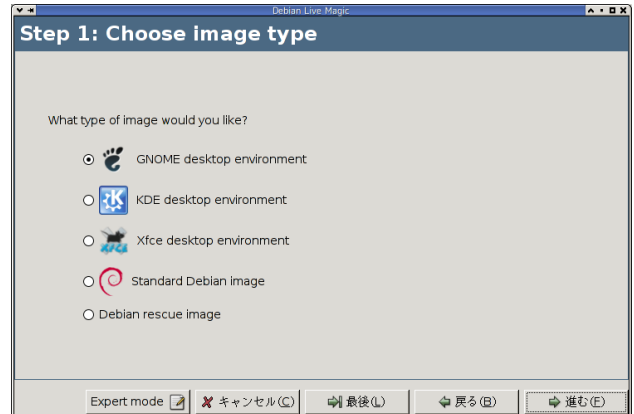 Debian Live Magic
Step 1: Choose image type
What type of image would you like?
GNOME desktop environment
KDE desktop environment
XFCE
Xfce desktop environment
Standard Debian image
Debian rescue image
Expert mode キャンセル(C) 最後(L) 戻る(B) 進む(F)